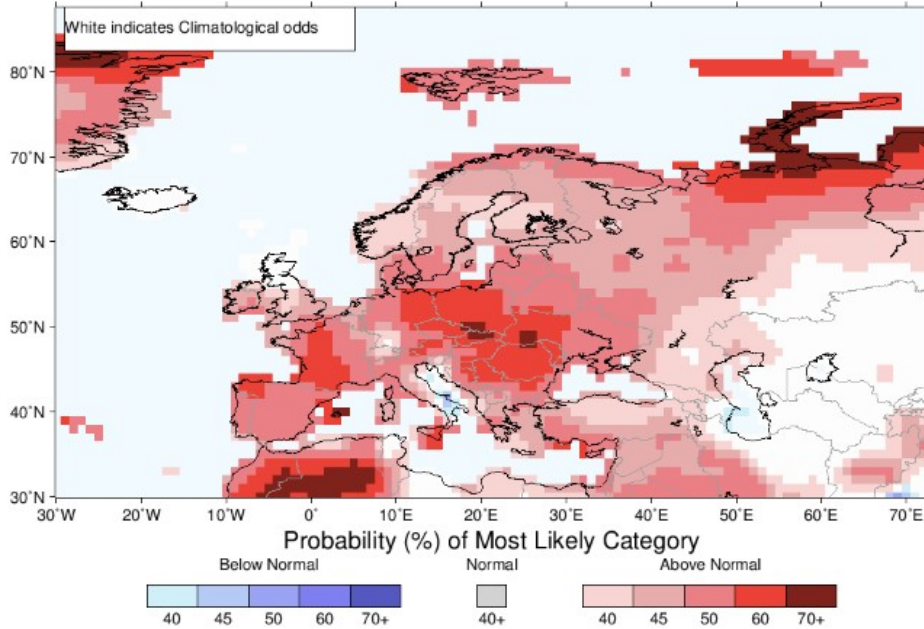 White indicates Climatological odds
80°N
70°N
60°N
50°N
40°N
30°N
30°W 20°W 10°W 0° 10°E 20°E 30°E 40°E 50°E 60°E 70°E
Probability (%) of Most Likely Category
Below Normal Normal Above Normal
40 45 50 60 70+ 40+ 40 45 50 60 70+